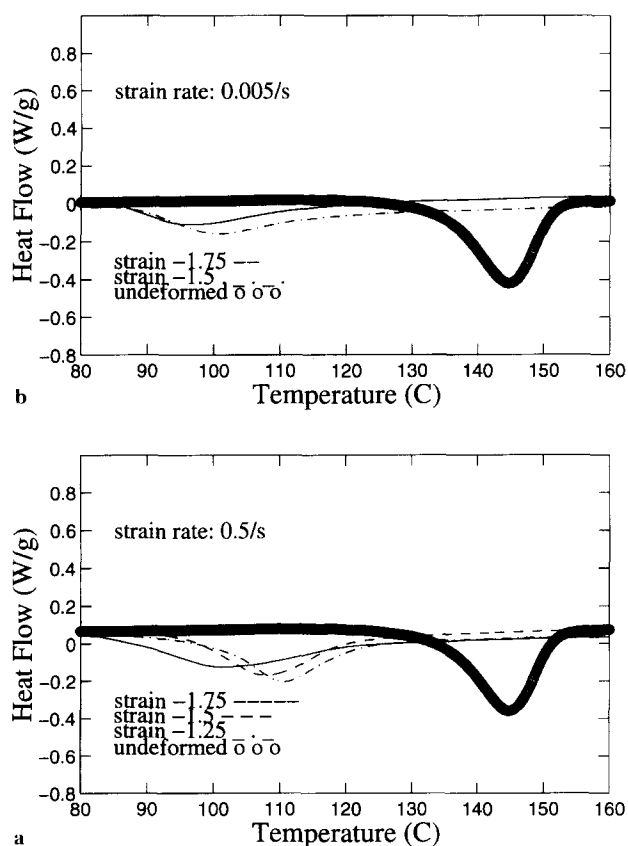 0.8
0.6
strain rate: 0.005/s
0.4
0.2
0
-0.2
-0.4
-0.6
-0.8
Heat Flow (W/g)
strain -1.75 —
strain -1.5 _ . _ .
undeformed o o o
80 90 100 110 120 130 140 150 160
b
Temperature (C)
0.8
0.6
strain rate: 0.5/s
0.4
0.2
0
-0.2
-0.4
-0.6
-0.8
Heat Flow (W/g)
strain -1.75 ———
strain -1.5 – – –
strain -1.25 _ . _
undeformed o o o
80 90 100 110 120 130 140 150 160
a
Temperature (C)